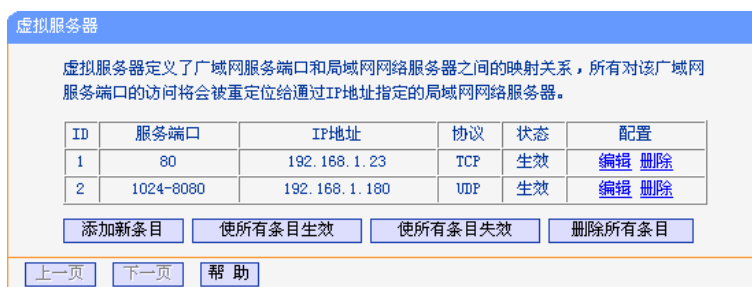 虚拟服务器
虚拟服务器定义了广域网服务端口和局域网网络服务器之间的映射关系，所有对该广域网
服务端口的访问将会被重定位给通过IP地址指定的局域网网络服务器。
ID 服务端口 IP地址 协议 状态 配置
1 80 192.168.1.23 TCP 生效 编辑 删除
2 1024-8080 192.168.1.180 UDP 生效 编辑 删除
添加新条目 使所有条目生效 使所有条目失效 删除所有条目
上一页 下一页 帮 助